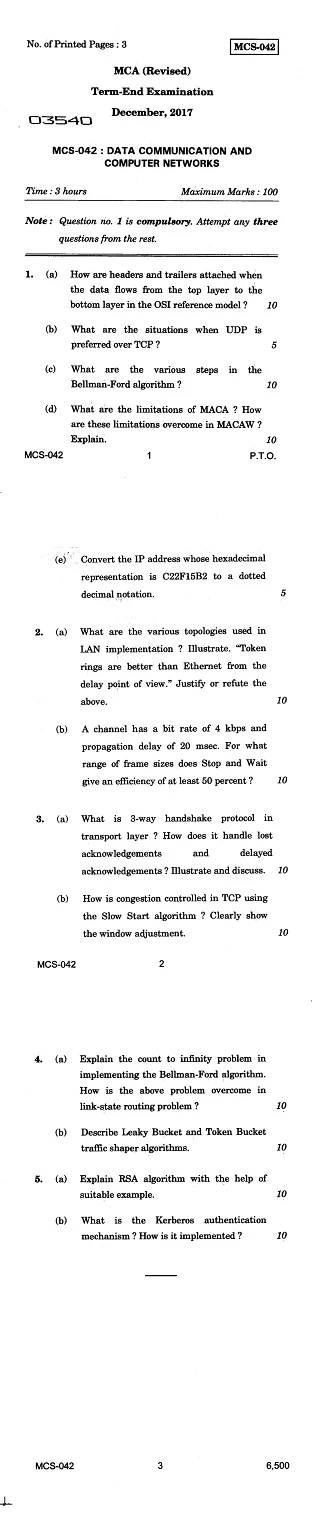 No. of Printed Pages : 3
MCS-042
MCA (Revised)
Term-End Examination
December, 2017
03540
MCS-042 : DATA COMMUNICATION AND
COMPUTER NETWORKS
Time : 3 hours Maximum Marks : 100
Note : Question no. 1 is compulsory. Attempt any three
questions from the rest.
1. (a) How are headers and trailers attached when
the data flows from the top layer to the
bottom layer in the OSI reference model ? 10
(b) What are the situations when UDP is
preferred over TCP ? 5
(c) What are the various steps in the
Bellman-Ford algorithm ? 10
(d) What are the limitations of MACA ? How
are these limitations overcome in MACAW ?
Explain. 10
MCS-042 1 P.T.O.
(e) Convert the IP address whose hexadecimal
representation is C22F15B2 to a dotted
decimal notation. 5
2. (a) What are the various topologies used in
LAN implementation ? Illustrate. "Token
rings are better than Ethernet from the
delay point of view." Justify or refute the
above. 10
(b) A channel has a bit rate of 4 kbps and
propagation delay of 20 msec. For what
range of frame sizes does Stop and Wait
give an efficiency of at least 50 percent ? 10
3. (a) What is 3-way handshake protocol in
transport layer ? How does it handle lost
acknowledgements and delayed
acknowledgements ? Illustrate and discuss. 10
(b) How is congestion controlled in TCP using
the Slow Start algorithm ? Clearly show
the window adjustment. 10
MCS-042 2
4. (a) Explain the count to infinity problem in
implementing the Bellman-Ford algorithm.
How is the above problem overcome in
link-state routing problem ? 10
(b) Describe Leaky Bucket and Token Bucket
traffic shaper algorithms. 10
5. (a) Explain RSA algorithm with the help of
suitable example. 10
(b) What is the Kerberos authentication
mechanism ? How is it implemented ? 10
MCS-042 3 6,500